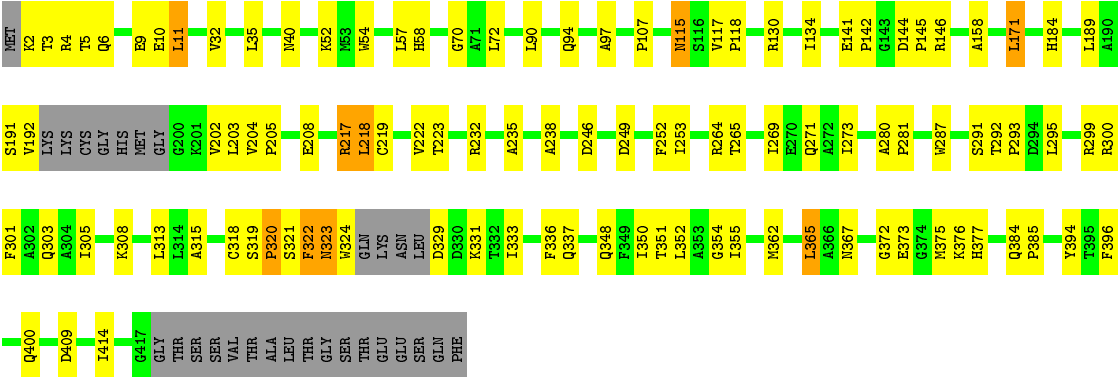 MET K2 T3 R4 T5 Q6 E9 E10 L11 V32 L35 N40 K52 M53 W54 L57 H58 G70 A71 L72 L90 Q94 A97 P107 N115 S116 V117 P118 R130 I134 E141 P142 G143 D144 P145 R146 A158 L171 H184 L189 A190
S191 V192 LYS LYS CYS GLY HIS MET GLY G200 K201 V202 L203 V204 P205 E208 R217 L218 C219 V222 T223 R232 A235 A238 D246 D249 F252 I253 R264 T265 I269 E270 Q271 A272 I273 A280 P281 W287 S291 T292 P293 D294 L295 R299 R300
F301 A302 Q303 A304 I305 K308 L313 L314 A315 C318 S319 P320 S321 F322 N323 W324 GLN LYS ASN LEU D329 D330 K331 T332 I333 F336 Q337 Q348 F349 I350 T351 L352 A353 G354 I355 M362 L365 A366 N367 G372 E373 G374 M375 K376 H377 Q384 P385 Y394 T395 F396
Q400 D409 I414 G417 GLY THR SER SER VAL THR ALA LEU THR GLY SER THR GLU GLU SER GLN PHE